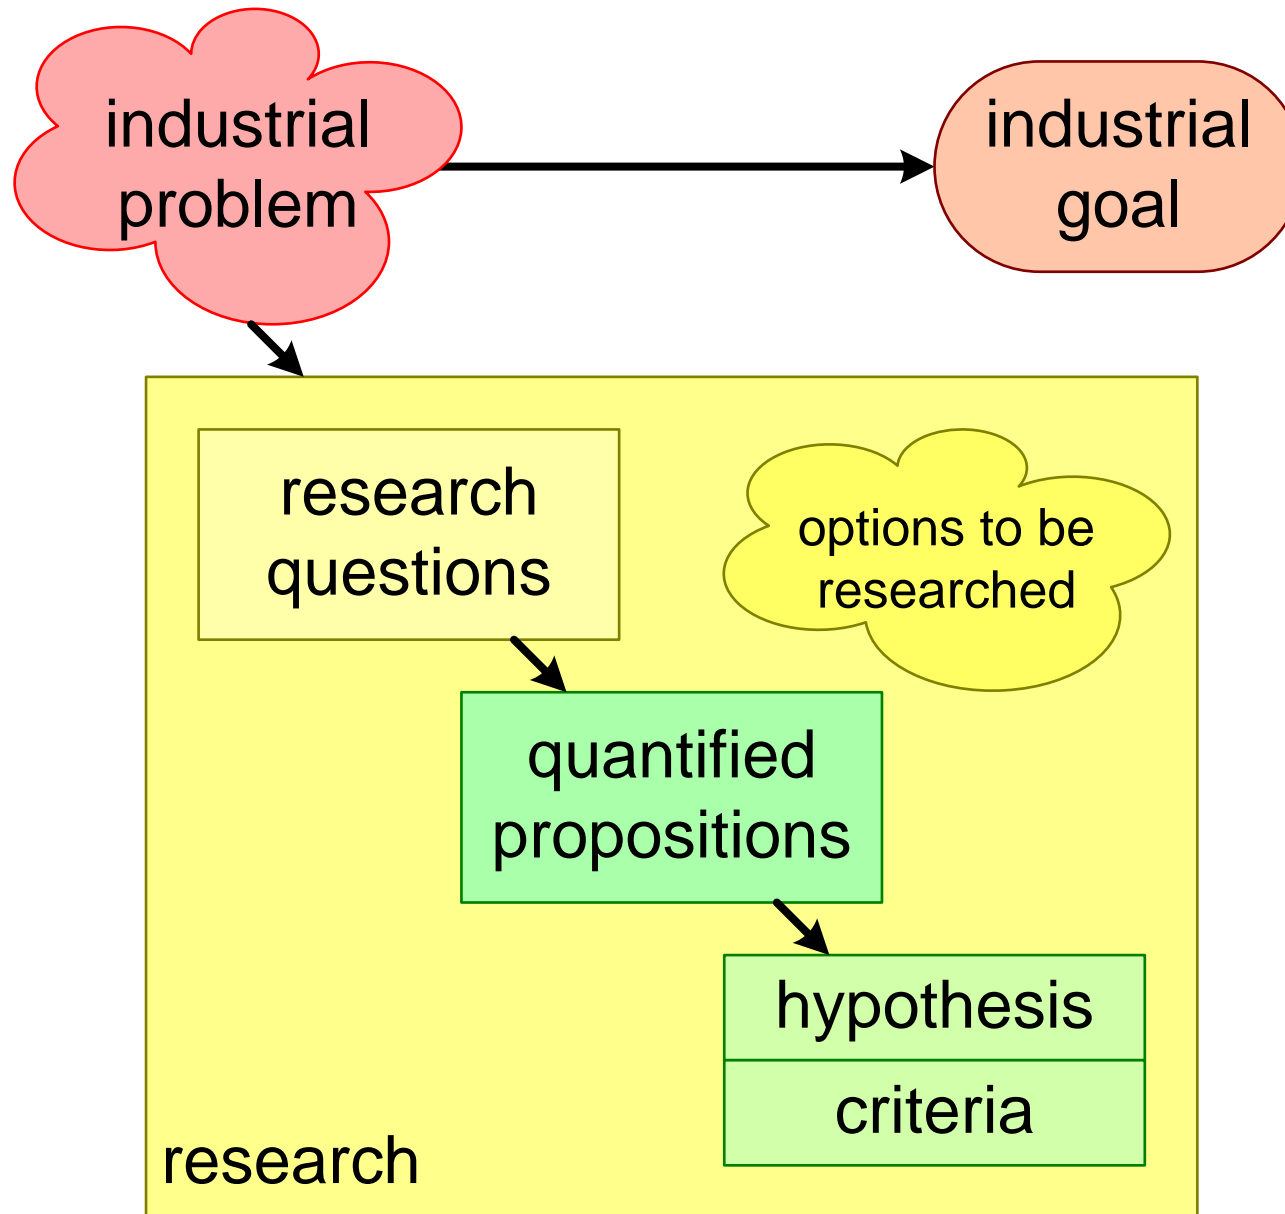 industrial
problem
industrial
goal
research
questions
options to be
researched
quantified
propositions
hypothesis
criteria
research